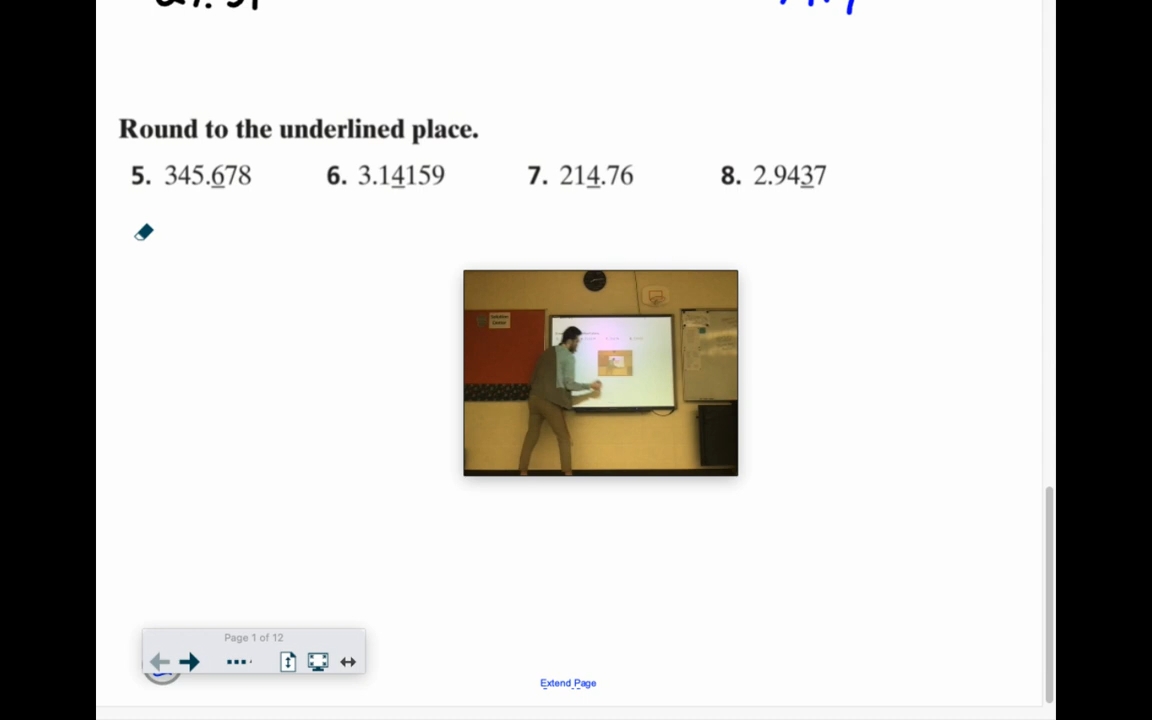 Round to the underlined place.
5. 345.678 6. 3.14159 7. 214.76 8. 2.9437
Page 1 of 12
Extend Page